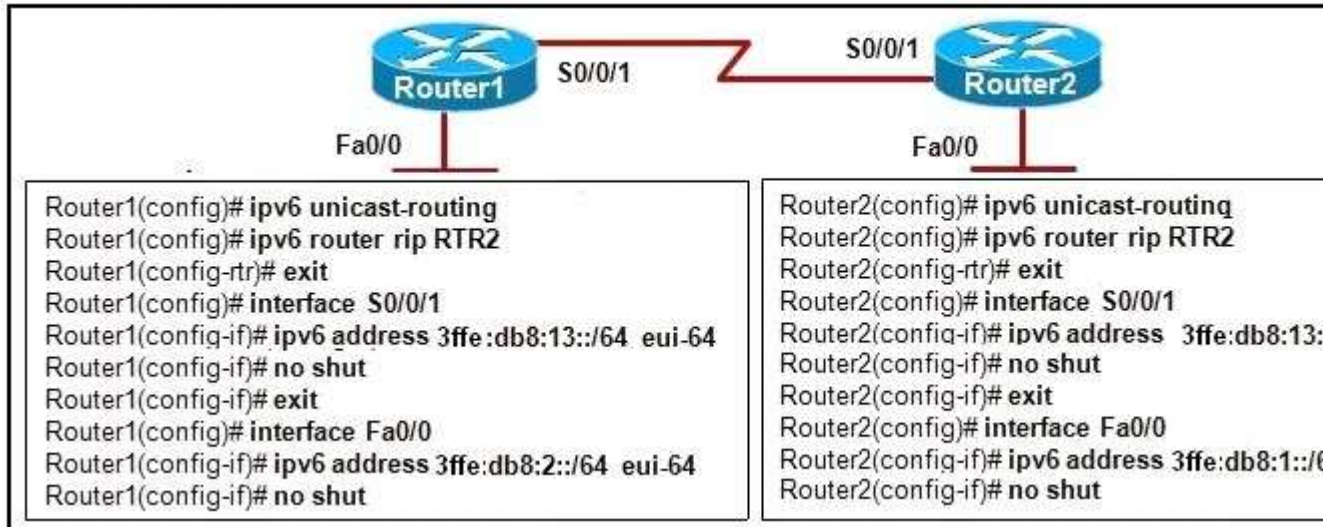 S0/0/1
S0/0/1
Router1
Router2
Fa0/0
Fa0/0
Router1(config)# ipv6 unicast-routing
Router1(config)# ipv6 router rip RTR2
Router1(config-rtr)# exit
Router1(config)# interface S0/0/1
Router1(config-if)# ipv6 address 3ffe:db8:13::/64 eui-64
Router1(config-if)# no shut
Router1(config-if)# exit
Router1(config)# interface Fa0/0
Router1(config-if)# ipv6 address 3ffe:db8:2::/64 eui-64
Router1(config-if)# no shut
Router2(config)# ipv6 unicast-routing
Router2(config)# ipv6 router rip RTR2
Router2(config-rtr)# exit
Router2(config)# interface S0/0/1
Router2(config-if)# ipv6 address 3ffe:db8:13:
Router2(config-if)# no shut
Router2(config-if)# exit
Router2(config)# interface Fa0/0
Router2(config-if)# ipv6 address 3ffe:db8:1::/6
Router2(config-if)# no shut